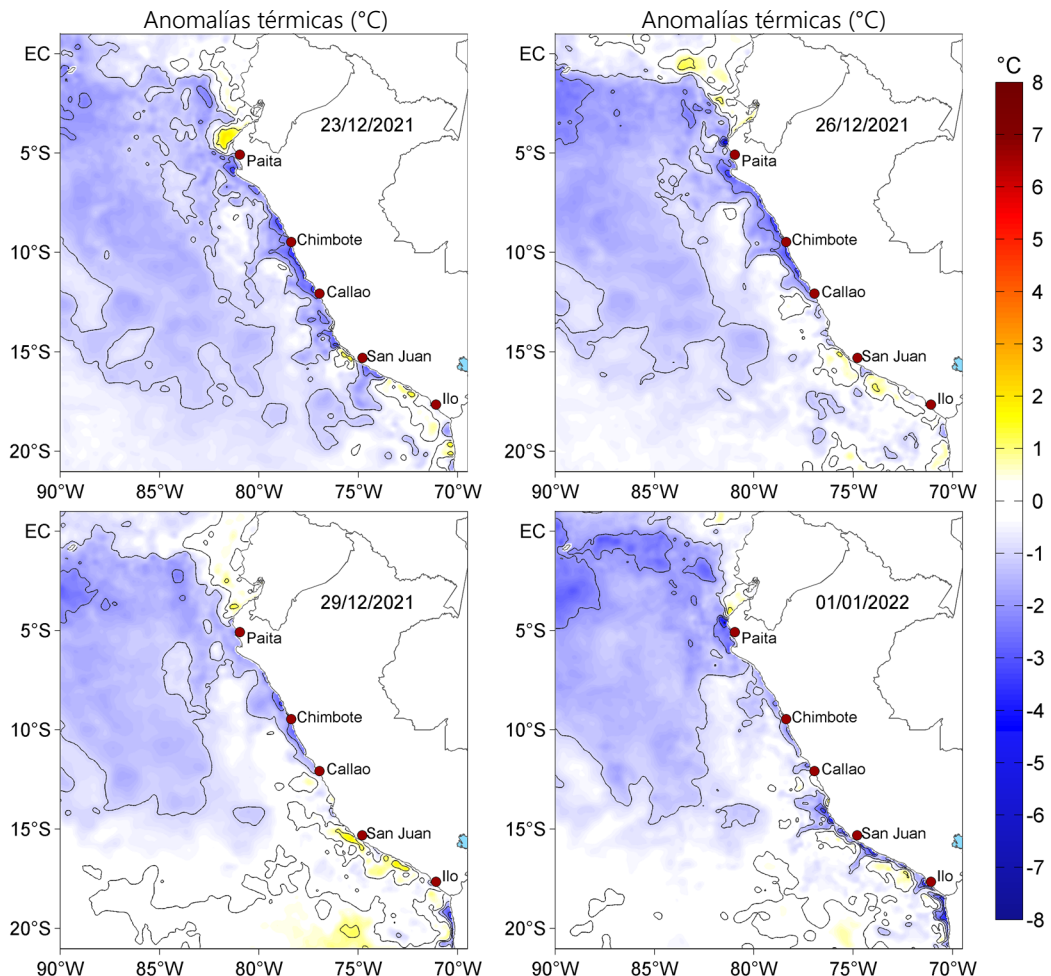 Anomalías térmicas (°C)
EC
5°S
10°S
15°S
20°S
23/12/2021
Paita
Chimbote
Callao
San Juan
Ilo
90°W 85°W 80°W 75°W 70°W
Anomalías térmicas (°C)
EC
5°S
10°S
15°S
20°S
26/12/2021
Paita
Chimbote
Callao
San Juan
Ilo
90°W 85°W 80°W 75°W 70°W
EC
5°S
10°S
15°S
20°S
29/12/2021
Paita
Chimbote
Callao
San Juan
Ilo
90°W 85°W 80°W 75°W 70°W
EC
5°S
10°S
15°S
20°S
01/01/2022
Paita
Chimbote
Callao
San Juan
Ilo
90°W 85°W 80°W 75°W 70°W
°C
8
7
6
5
4
3
2
1
0
-1
-2
-3
-4
-5
-6
-7
-8